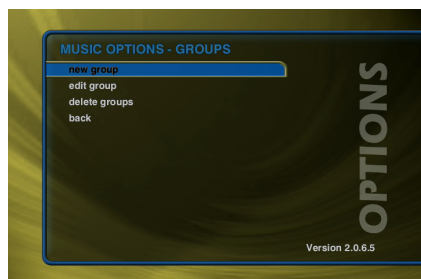 MUSIC OPTIONS - GROUPS
new group
edit group
delete groups
back
OPTIONS
Version 2.0.6.5